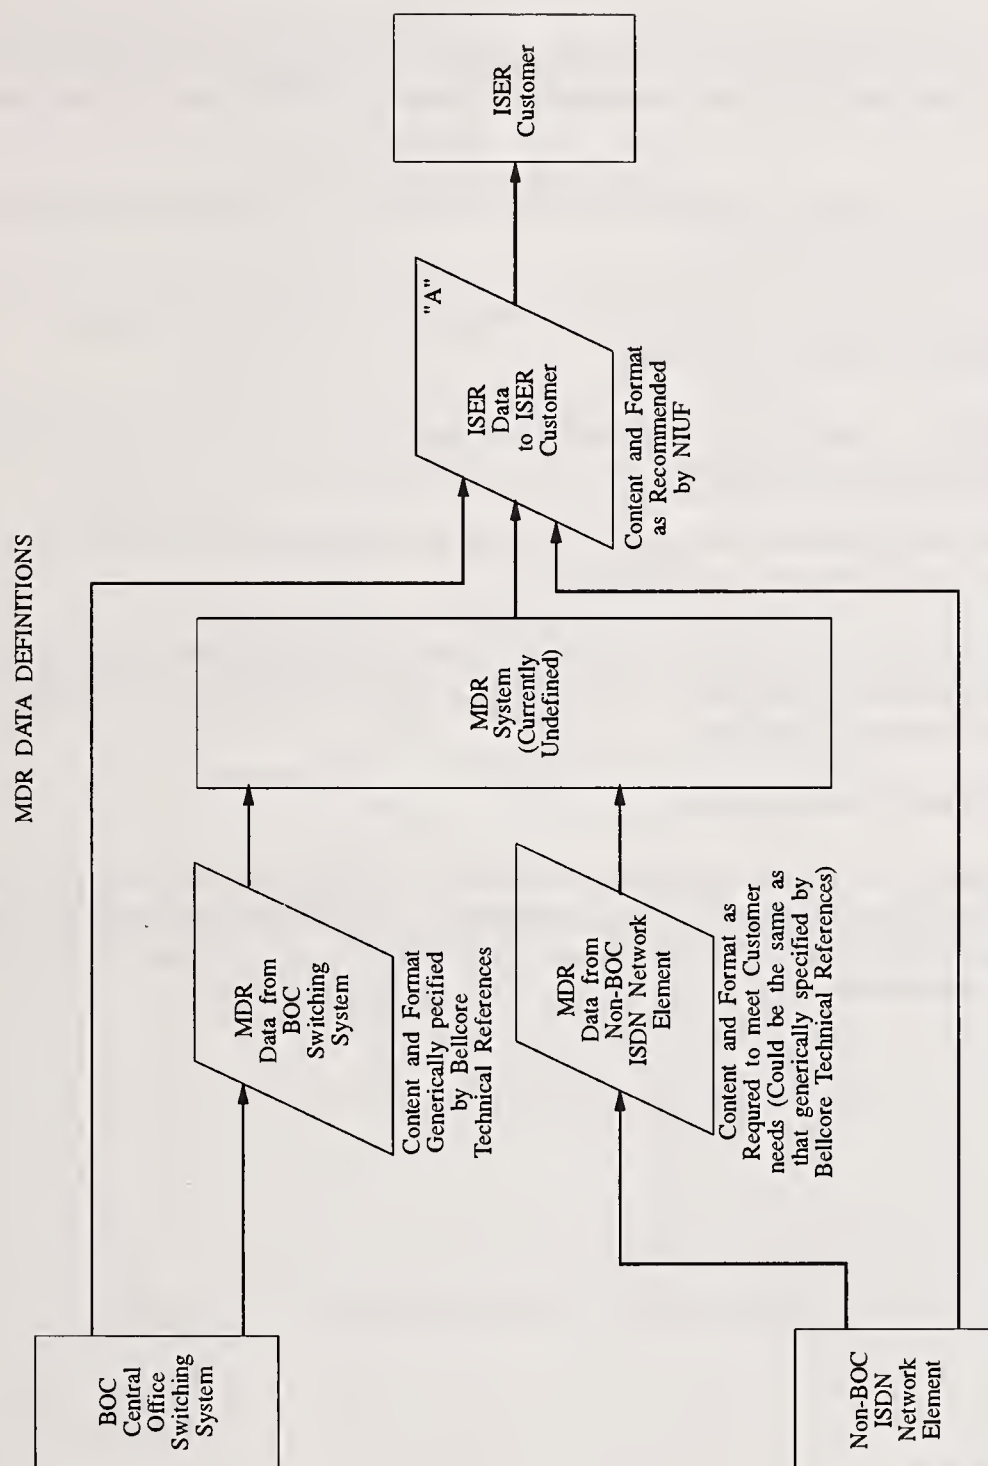 MDR DATA DEFINITIONS
BOC
Central
Office
Switching
System
MDR
Data from
BOC
Switching
System
Content and Format
Generically pecified
by Bellcore
Technical References
Non-BOC
ISDN
Network
Element
MDR
Data from
Non-BOC
ISDN Network
Element
Content and Format as
Requred to meet Customer
needs (Could be the same as
that generically specified by
Bellcore Technical References)
MDR
System
(Currently
Undefined)
"A"
ISER
Data
to ISER
Customer
Content and Format
as Recommended
by NIUF
ISER
Customer